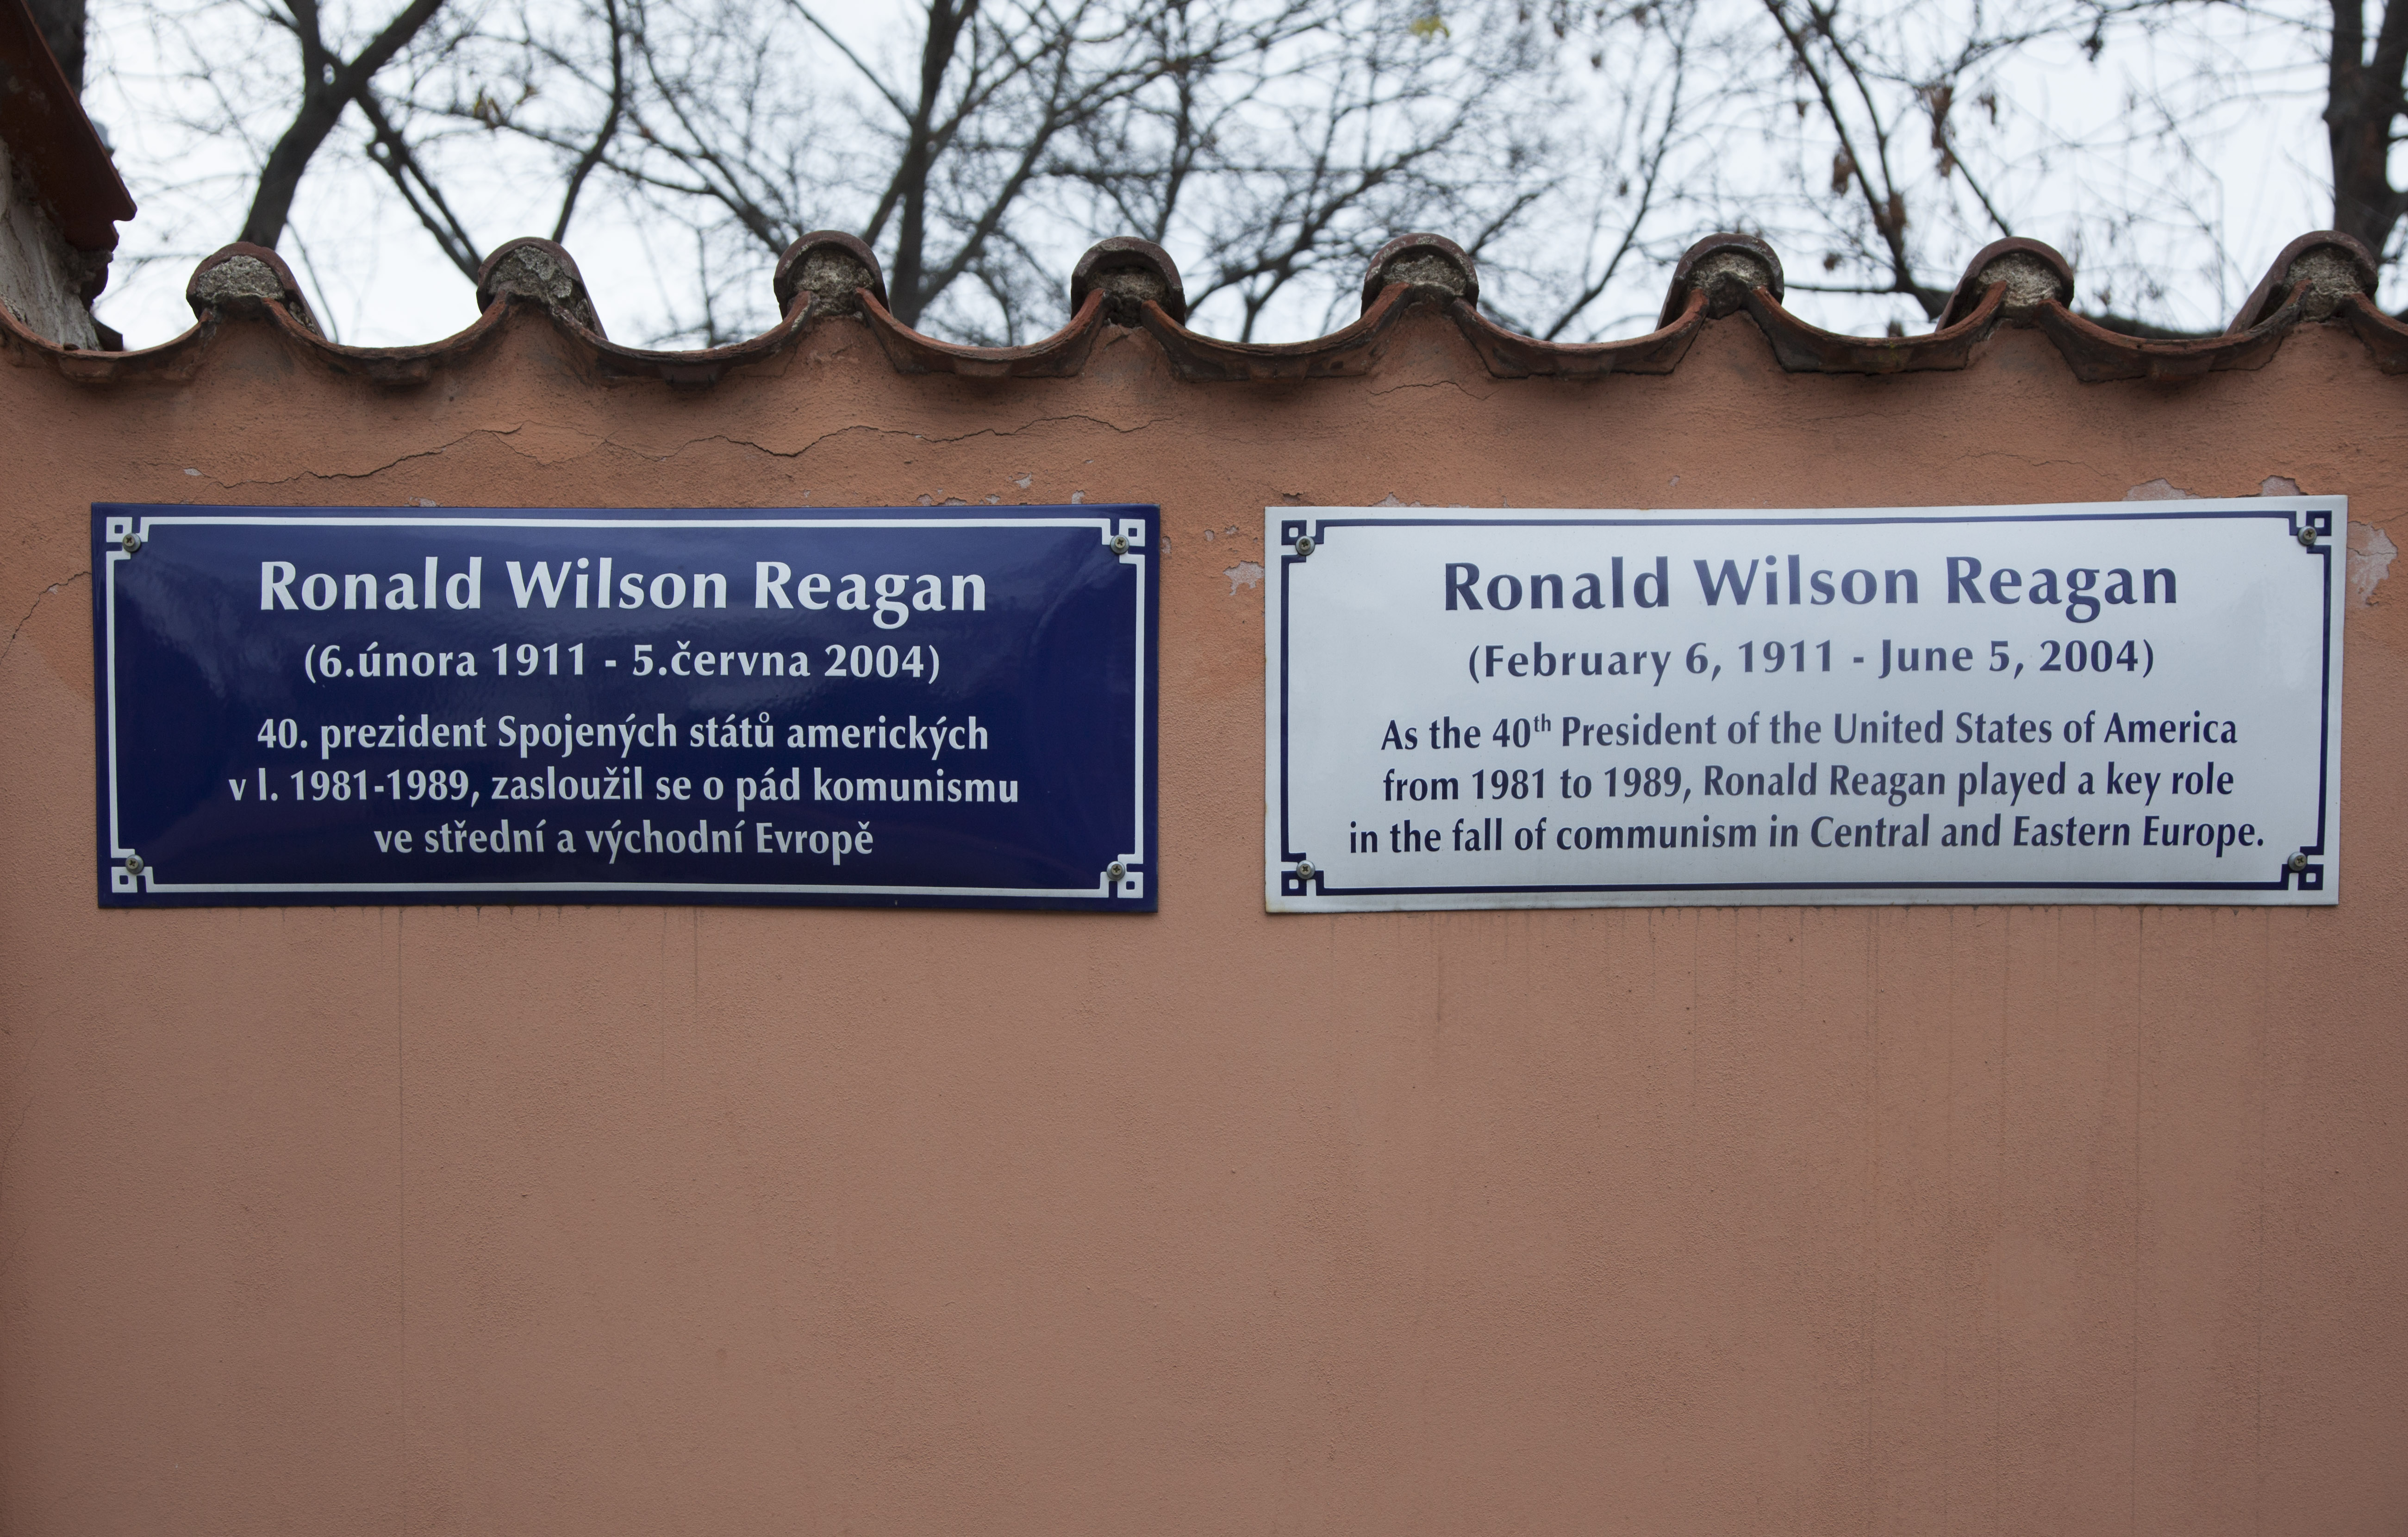 Ronald Wilson Reagan
(6.února 1911 - 5.června 2004)
40. prezident Spojených států amerických
v l. 1981-1989, zasloužil se o pád komunismu
ve střední a východní Evropě
Ronald Wilson Reagan
(February 6, 1911 - June 5, 2004)
As the 40th President of the United States of America
from 1981 to 1989, Ronald Reagan played a key role
in the fall of communism in Central and Eastern Europe.